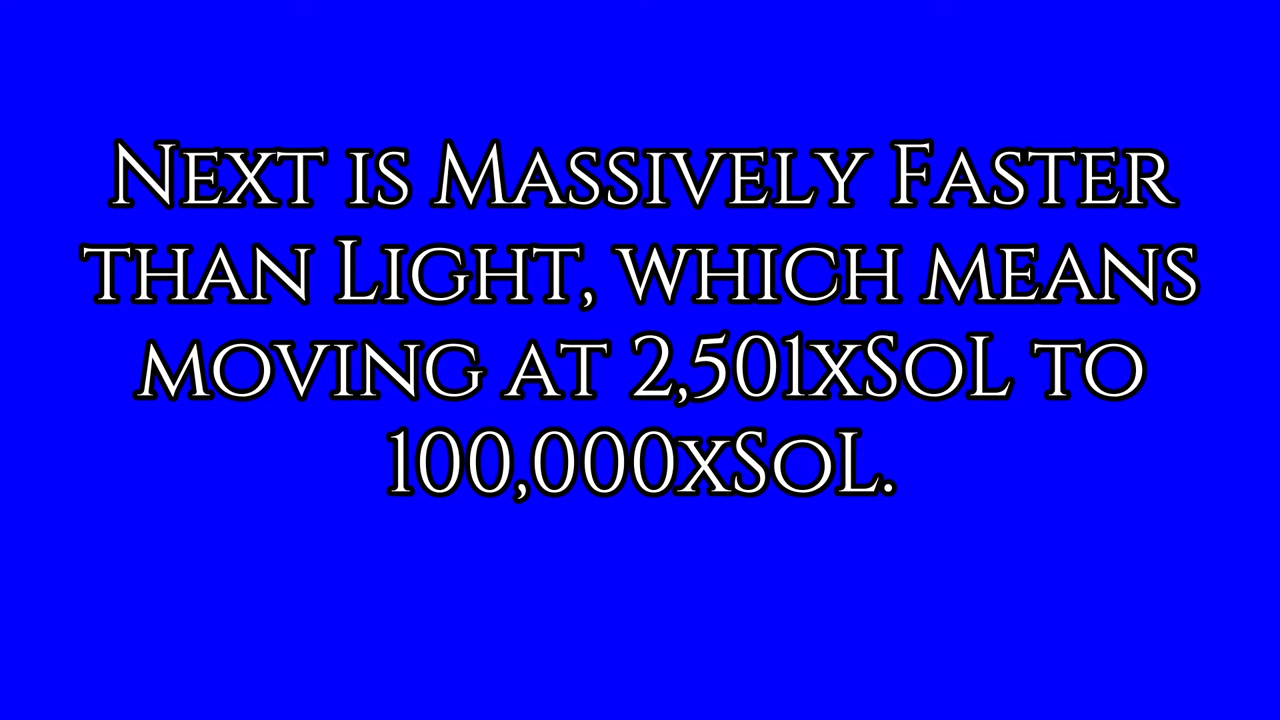 Next is Massively Faster
than Light, which means
moving at 2,501xSoL to
100,000xSoL.